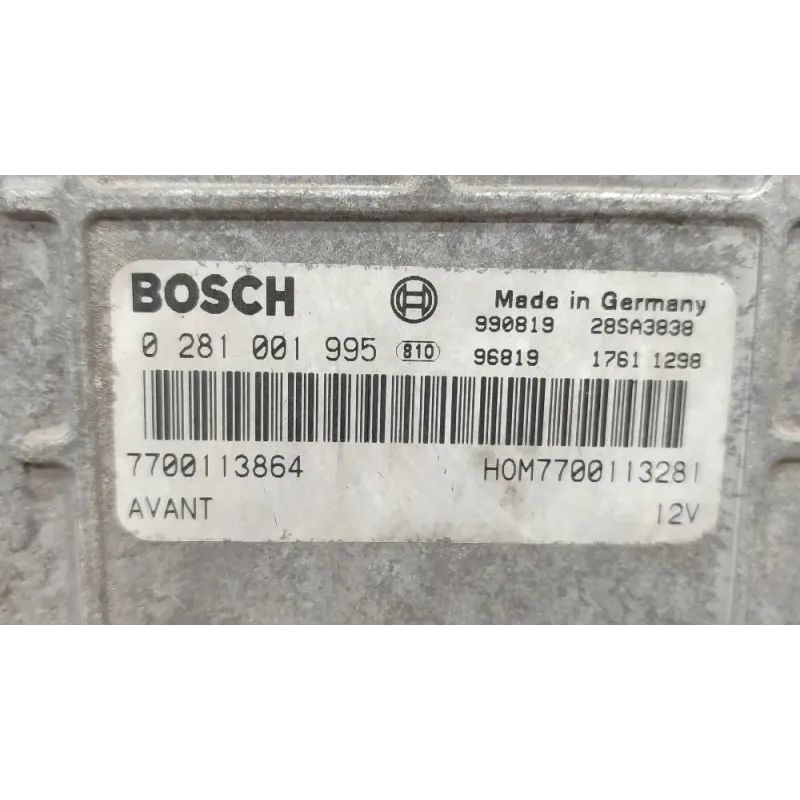 BOSCH Made in Germany
990819 28SA3838
0 281 001 995 810
96819 1761 1298
7700113864 HOM7700113281
AVANT 12V